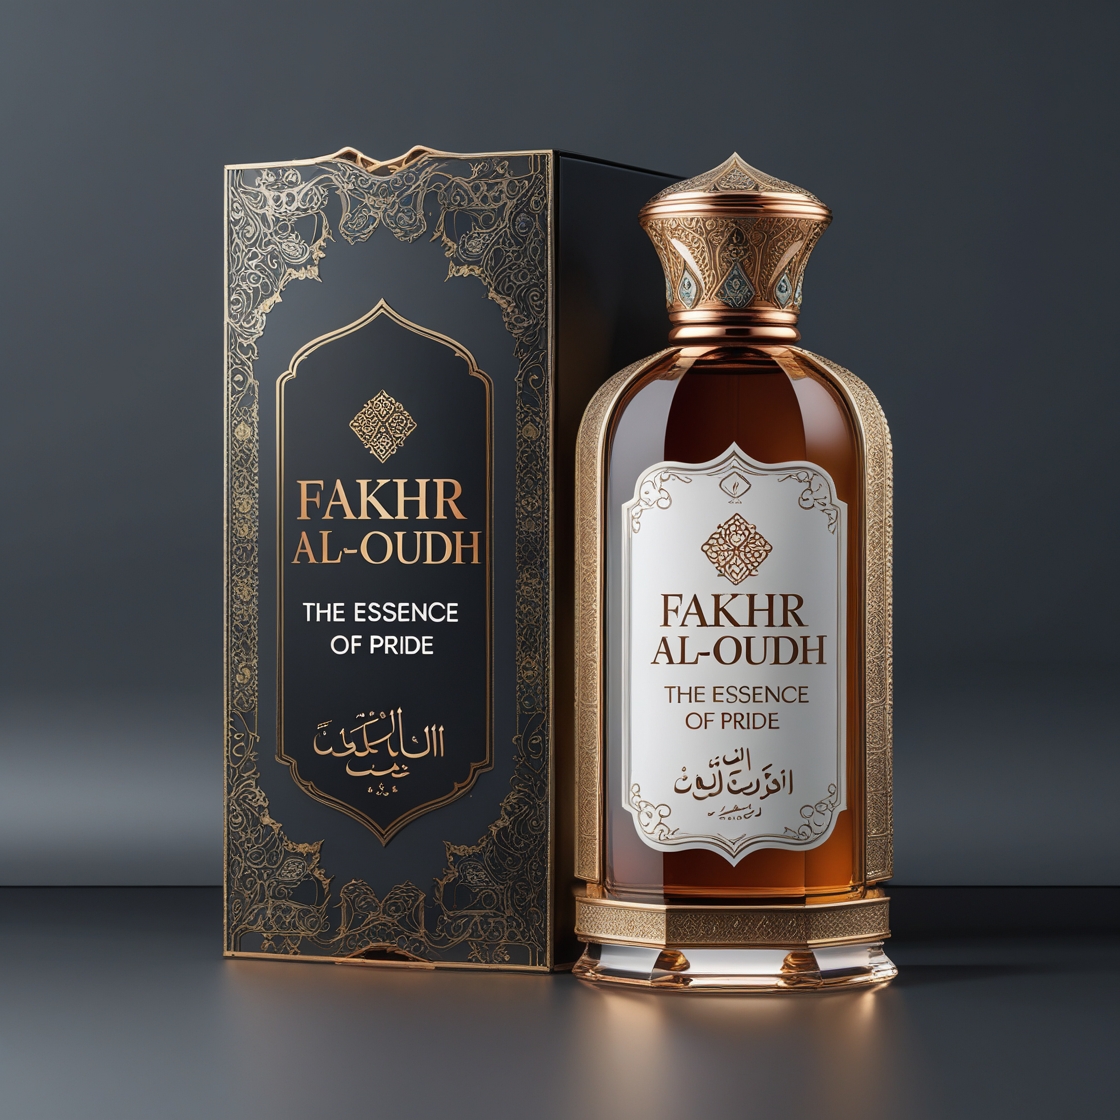 FAKHR
AL-OUDH
THE ESSENCE
OF PRIDE
FAKHR
AL-OUDH
THE ESSENCE
OF PRIDE